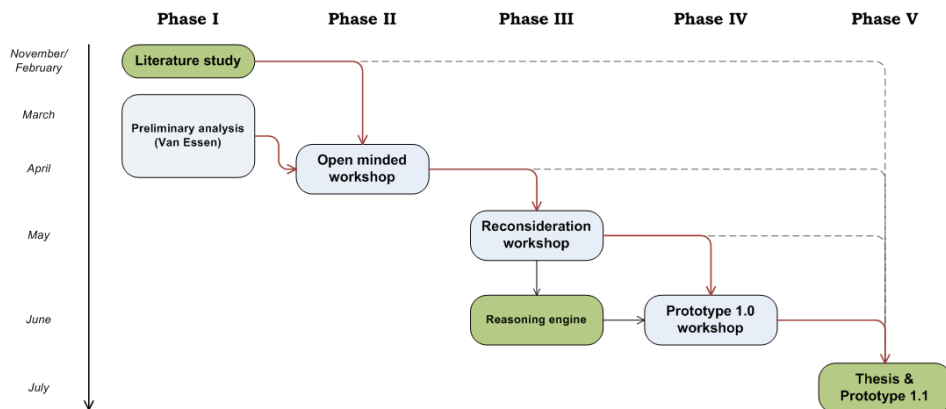 Phase I Phase II Phase III Phase IV Phase V
November/
February
Literature study
March
Preliminary analysis
(Van Essen)
April
Open minded
workshop
May
Reconsideration
workshop
June
Reasoning engine
Prototype 1.0
workshop
July
Thesis &
Prototype 1.1